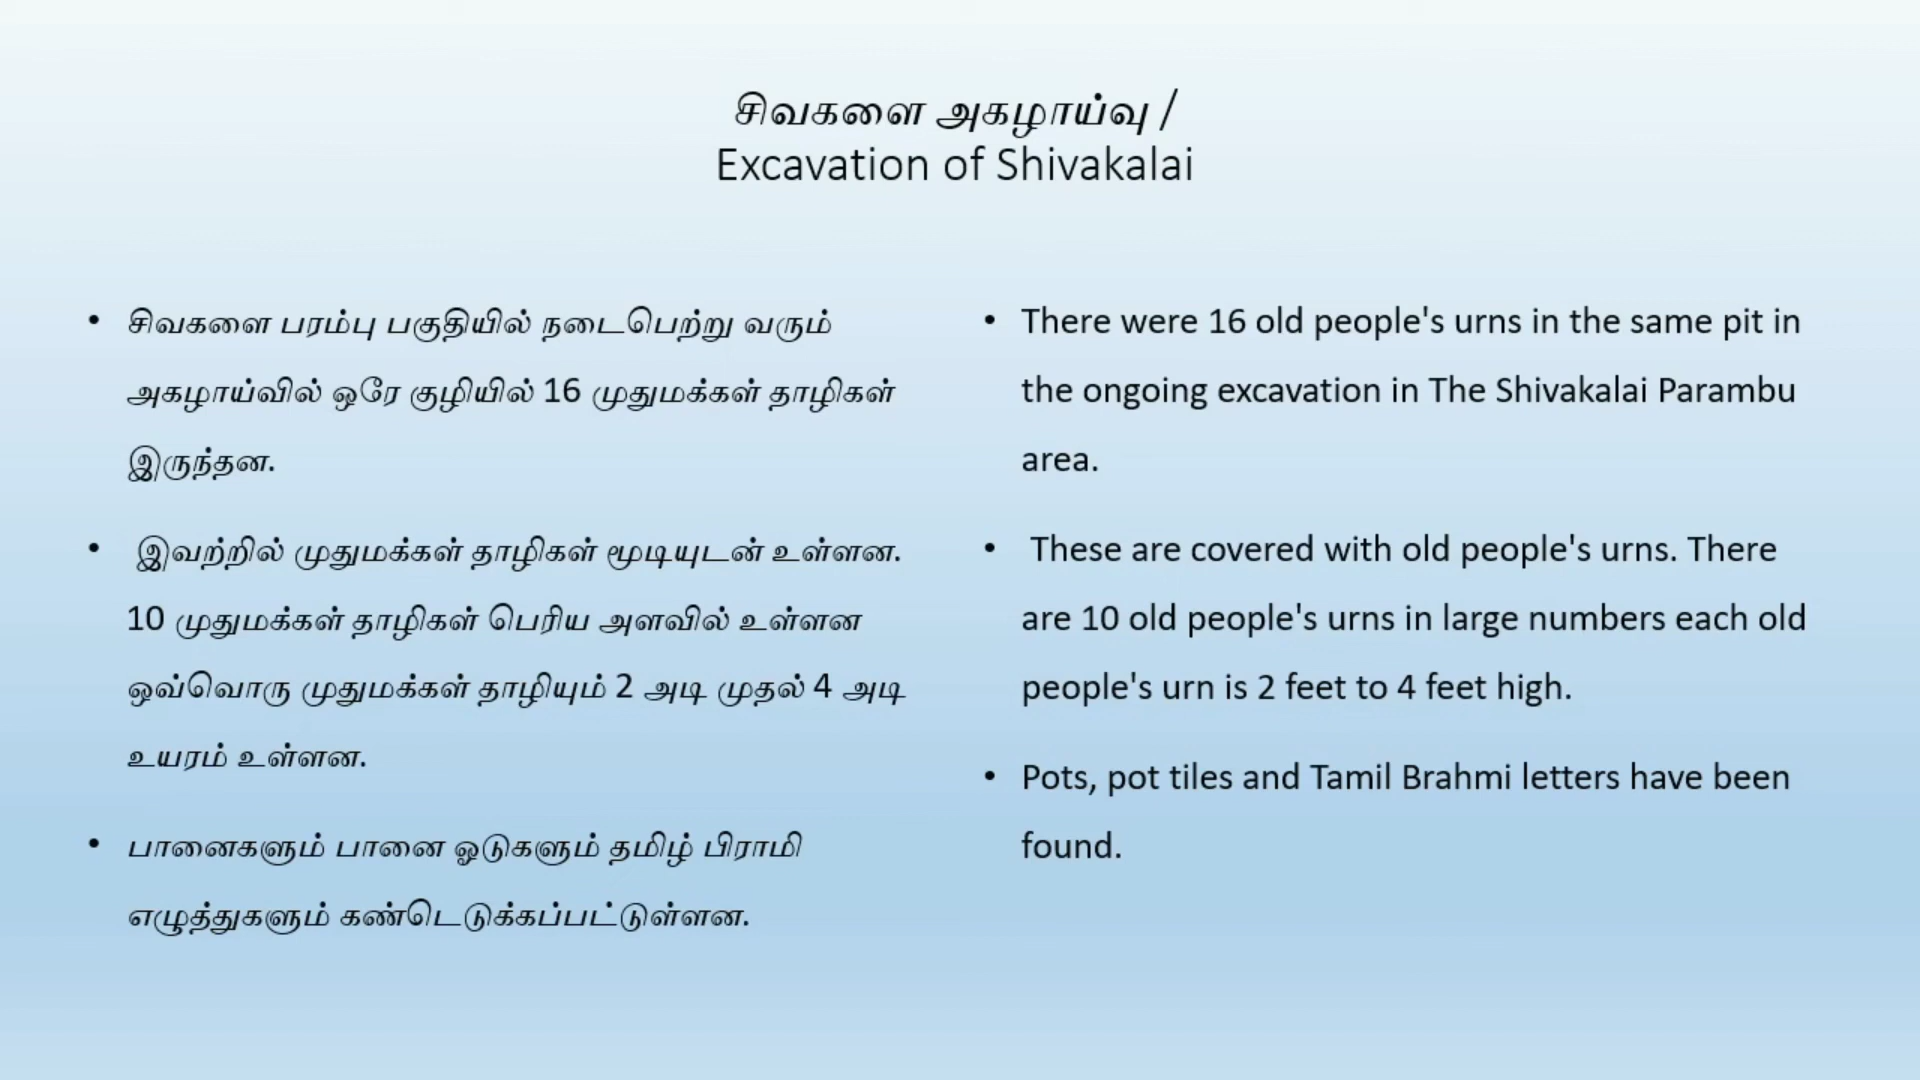 சிவகளை அகழாய்வு /
Excavation of Shivakalai
• சிவகளை பரம்பு பகுதியில் நடைபெற்று வரும்
அகழாய்வில் ஒரே குழியில் 16 முதுமக்கள் தாழிகள்
இருந்தன.
• இவற்றில் முதுமக்கள் தாழிகள் மூடியுடன் உள்ளன.
10 முதுமக்கள் தாழிகள் பெரிய அளவில் உள்ளன
ஒவ்வொரு முதுமக்கள் தாழியும் 2 அடி முதல் 4 அடி
உயரம் உள்ளன.
• பானைகளும் பானை ஓடுகளும் தமிழ் பிராமி
எழுத்துகளும் கண்டெடுக்கப்பட்டுள்ளன.
• There were 16 old people's urns in the same pit in
the ongoing excavation in The Shivakalai Parambu
area.
• These are covered with old people's urns. There
are 10 old people's urns in large numbers each old
people's urn is 2 feet to 4 feet high.
• Pots, pot tiles and Tamil Brahmi letters have been
found.